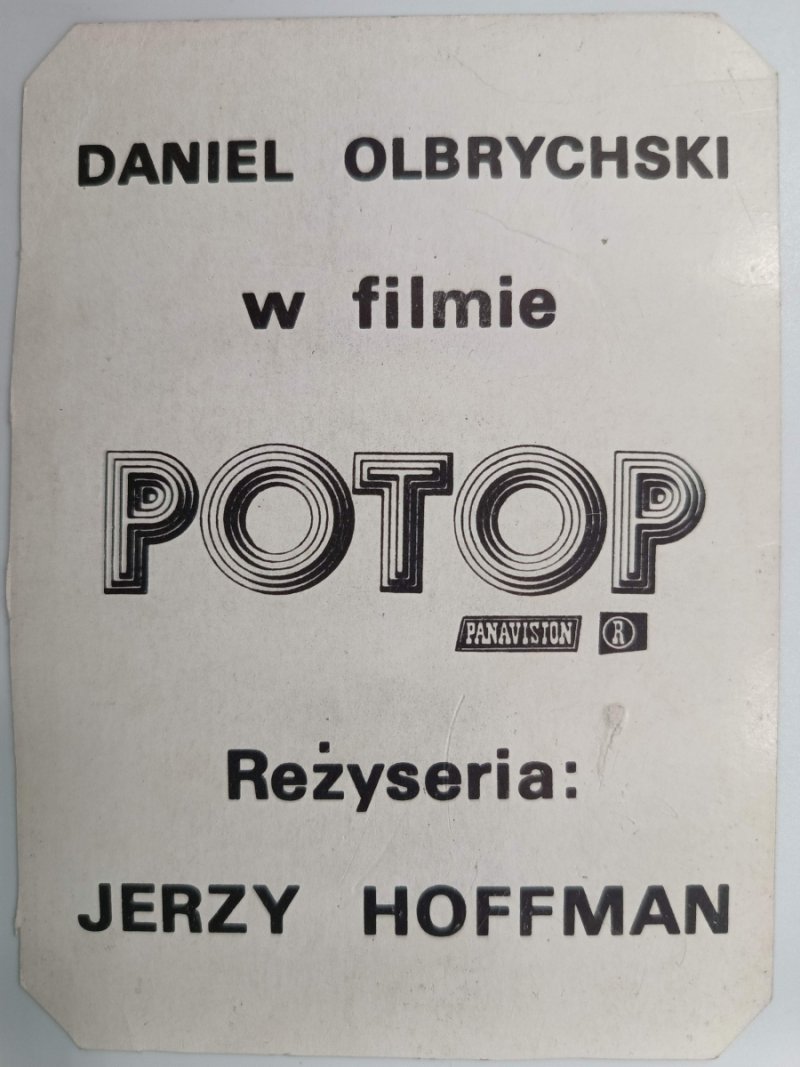 DANIEL OLBRYCHSKI
w filmie
POTOP
PANAVISION ®
Reżyseria:
JERZY HOFFMAN